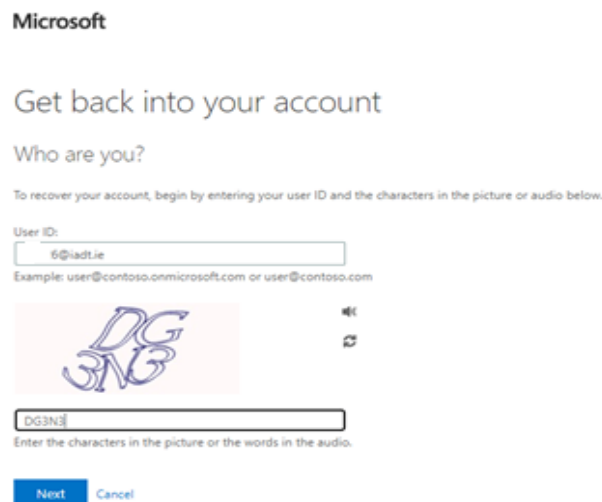 Microsoft
Get back into your account
Who are you?
To recover your account, begin by entering your user ID and the characters in the picture or audio below.
User ID:
6@iadt.ie
Example: user@contoso.onmicrosoft.com or user@contoso.com
DG
3N3
DG3N3
Enter the characters in the picture or the words in the audio.
Next Cancel